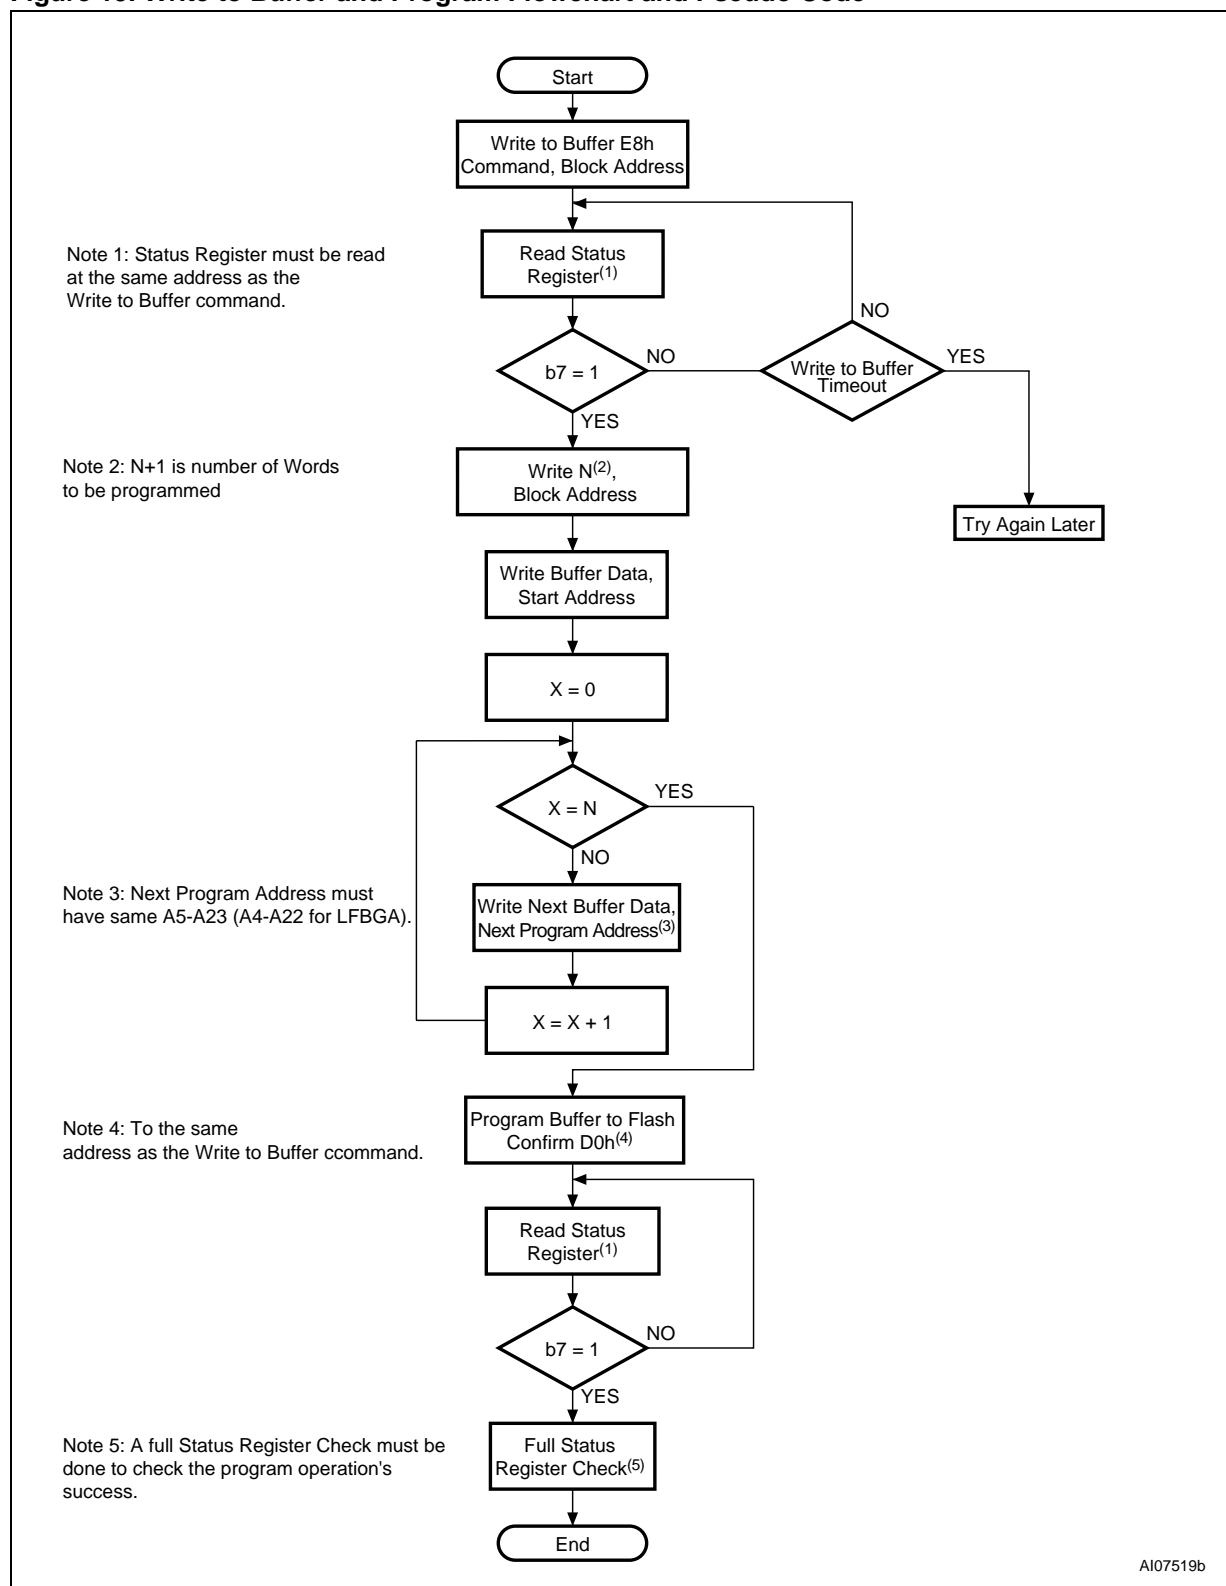 Start
Write to Buffer E8h
Command, Block Address
Note 1: Status Register must be read
at the same address as the
Write to Buffer command.
Read Status
Register(1)
NO
b7 = 1
NO
Write to Buffer
Timeout
YES
YES
Note 2: N+1 is number of Words
to be programmed
Write N(2),
Block Address
Try Again Later
Write Buffer Data,
Start Address
X = 0
X = N
YES
NO
Note 3: Next Program Address must
have same A5-A23 (A4-A22 for LFBGA).
Write Next Buffer Data,
Next Program Address(3)
X = X + 1
Note 4: To the same
address as the Write to Buffer ccommand.
Program Buffer to Flash
Confirm D0h(4)
Read Status
Register(1)
b7 = 1
NO
YES
Note 5: A full Status Register Check must be
done to check the program operation's
success.
Full Status
Register Check(5)
End
AI07519b